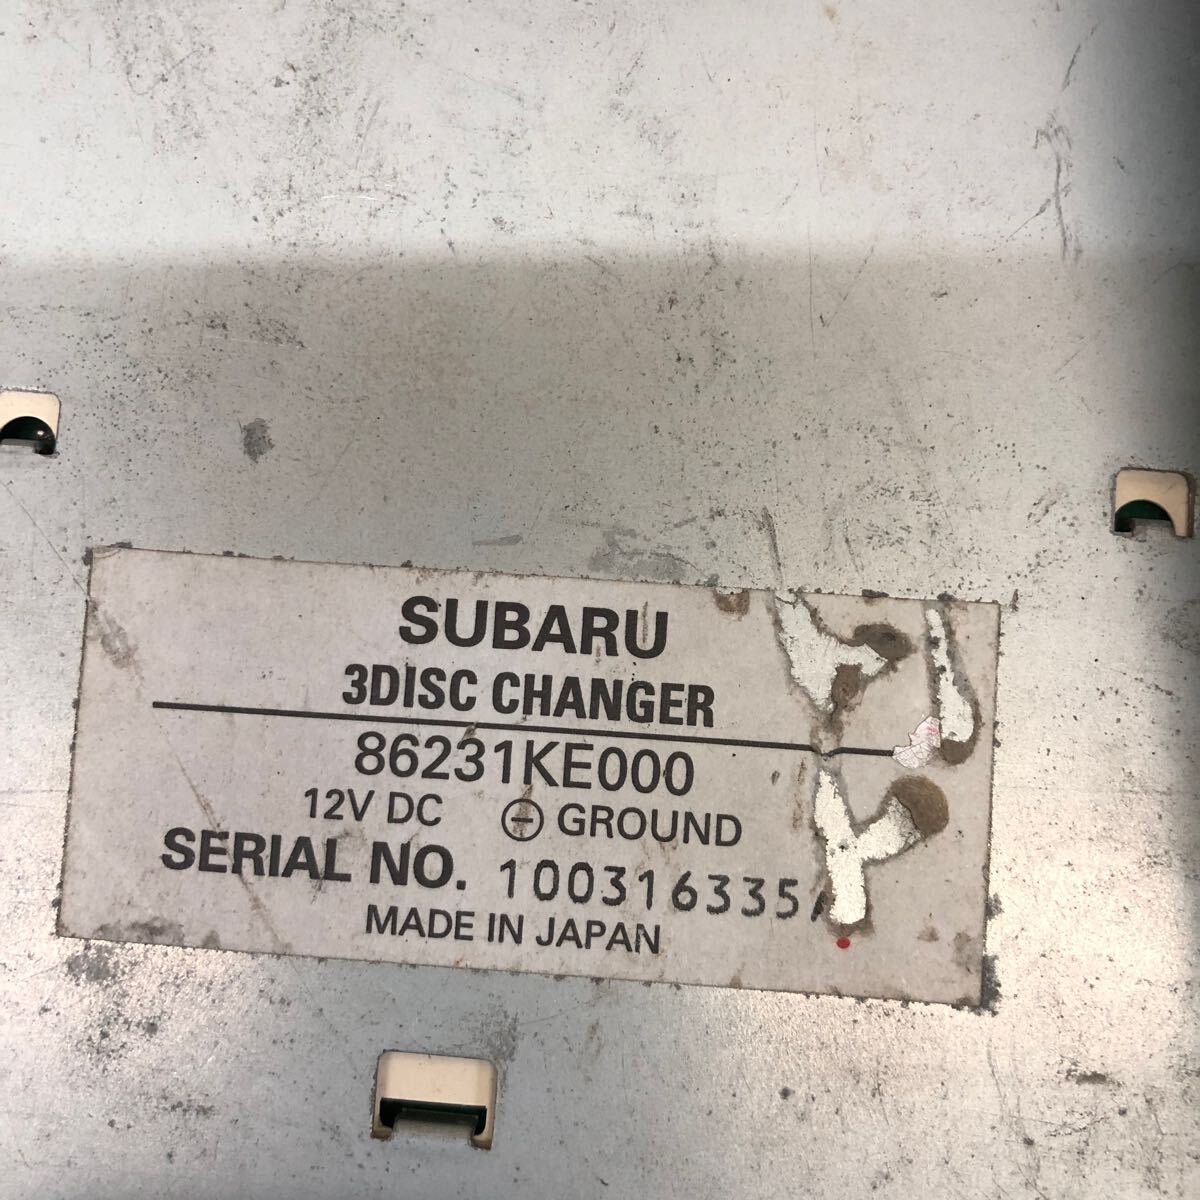 SUBARU
3DISC CHANGER
86231KE000
12V DC ⊖ GROUND
SERIAL NO. 100316335
MADE IN JAPAN